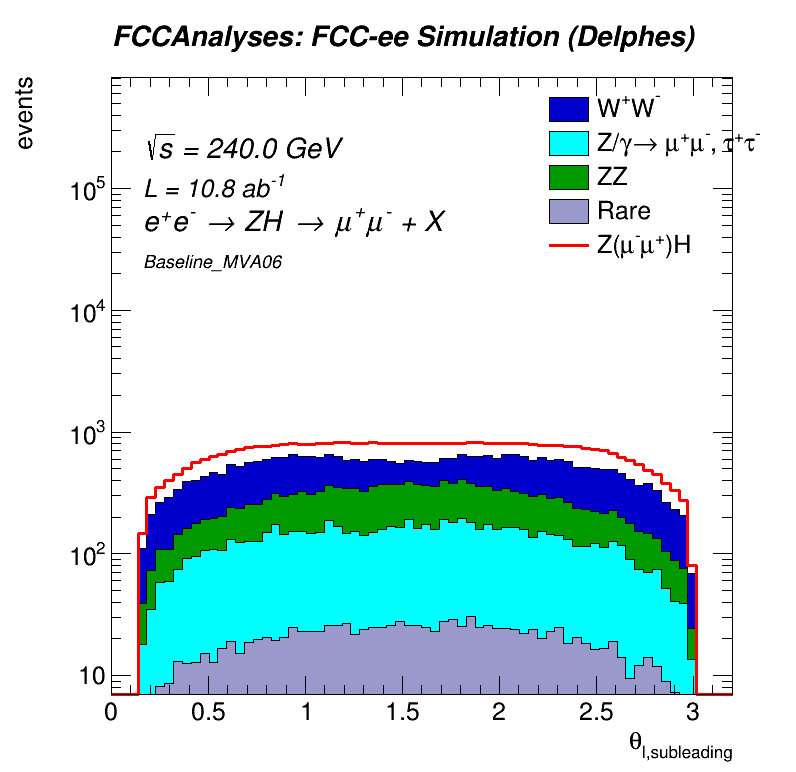 FCCAnalyses: FCC-ee Simulation (Delphes)
events
√s = 240.0 GeV
L = 10.8 ab⁻¹
e⁺e⁻ → ZH → μ⁺μ⁻ + X
Baseline_MVA06
W⁺W⁻
Z/γ→ μ⁺μ⁻, τ⁺τ⁻
ZZ
Rare
Z(μ⁻μ⁺)H
10⁵
10⁴
10³
10²
10
0 0.5 1 1.5 2 2.5 3
θ_l,subleading